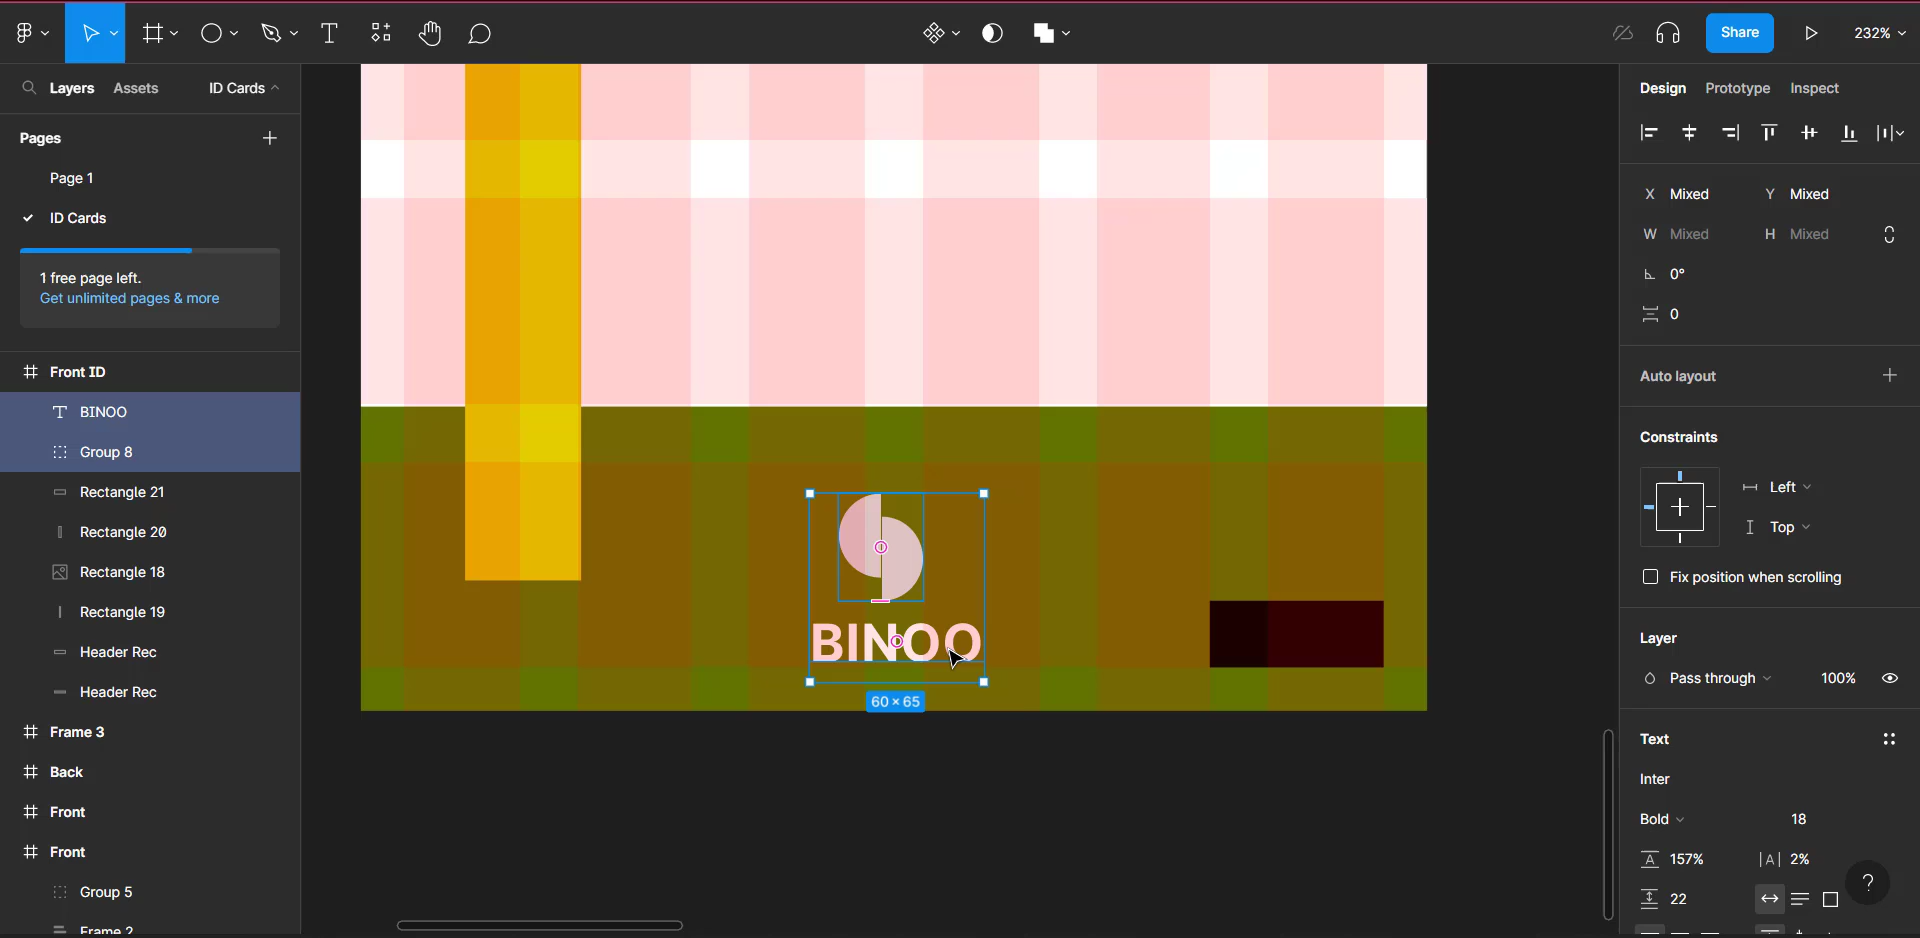 T
Share
232%
Layers
Assets
ID Cards
Design
Prototype
Inspect
Pages
Page 1
ID Cards
1 free page left.
Get unlimited pages & more
Front ID
T BINOO
Group 8
Rectangle 21
Rectangle 20
Rectangle 18
Rectangle 19
Header Rec
Header Rec
Frame 3
Back
Front
Front
Group 5
Frame 2
BINOO
60 × 65
X Mixed
Y Mixed
W Mixed
H Mixed
0°
0
Auto layout
Constraints
Left
Top
Fix position when scrolling
Layer
Pass through
100%
Text
Inter
Bold
18
A 157%
|A| 2%
22
?